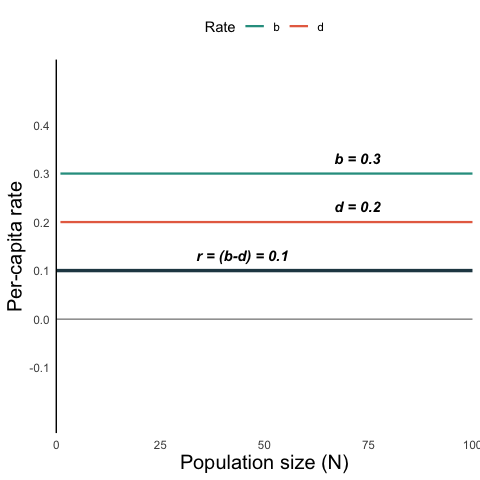 Rate b d
0.4
b = 0.3
0.3
d = 0.2
0.2
r = (b-d) = 0.1
0.1
0.0
-0.1
Per-capita rate
0 25 50 75 100
Population size (N)